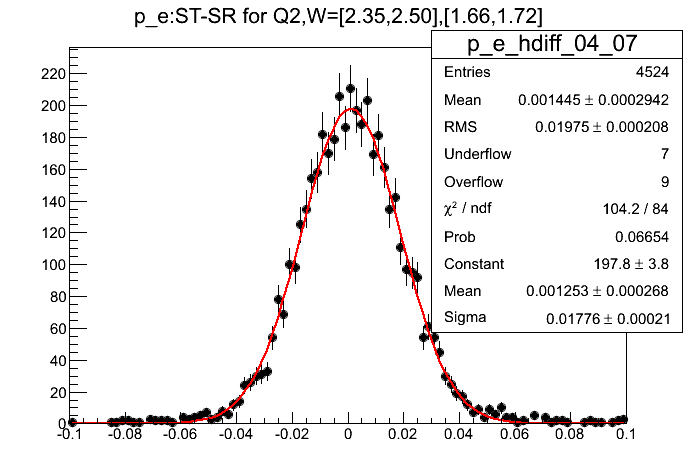 p_e:ST-SR for Q2,W=[2.35,2.50],[1.66,1.72]
p_e_hdiff_04_07
Entries 4524
Mean 0.001445 ± 0.0002942
RMS 0.01975 ± 0.000208
Underflow 7
Overflow 9
χ² / ndf 104.2 / 84
Prob 0.06654
Constant 197.8 ± 3.8
Mean 0.001253 ± 0.000268
Sigma 0.01776 ± 0.00021
220
200
180
160
140
120
100
80
60
40
20
0
-0.1 -0.08 -0.06 -0.04 -0.02 0 0.02 0.04 0.06 0.08 0.1